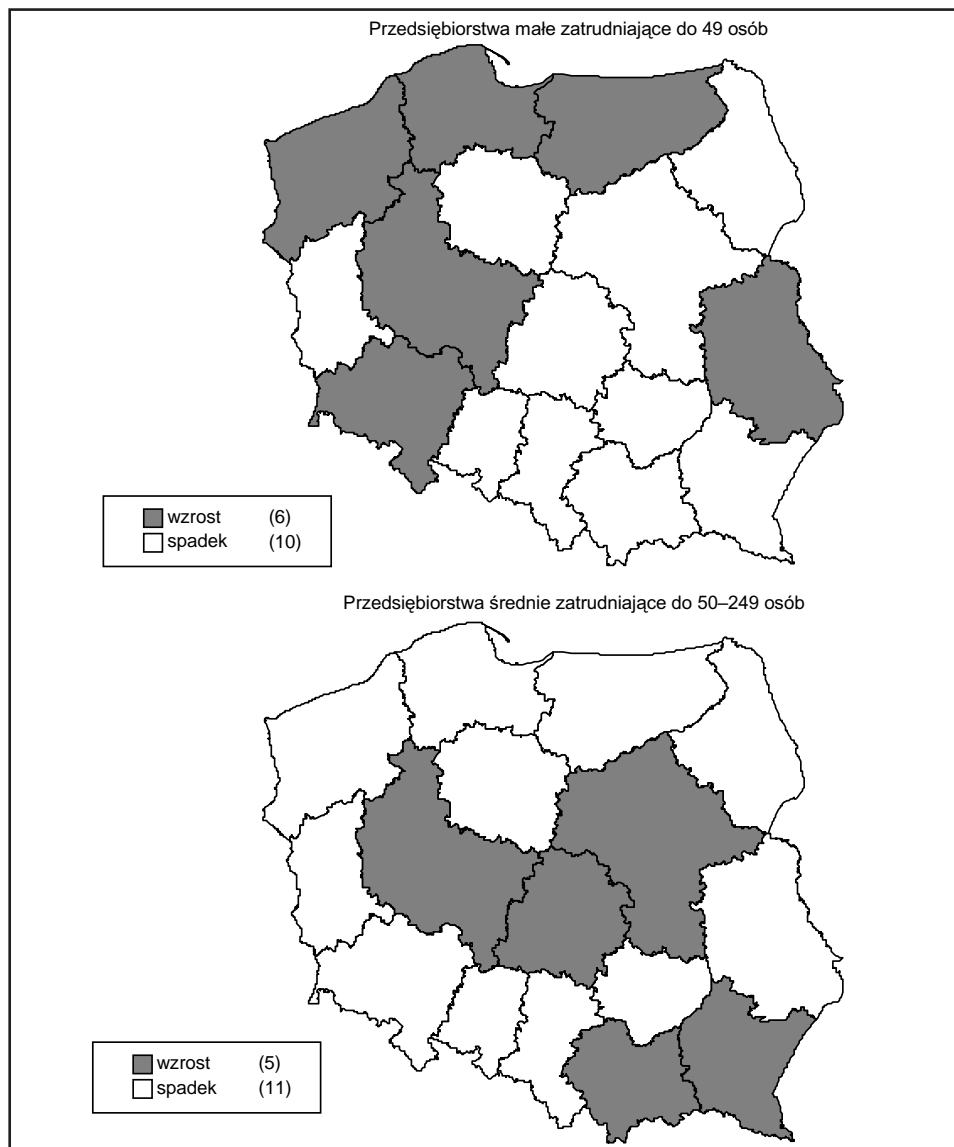 Przedsiębiorstwa małe zatrudniające do 49 osób
wzrost (6)
spadek (10)
Przedsiębiorstwa średnie zatrudniające do 50–249 osób
wzrost (5)
spadek (11)